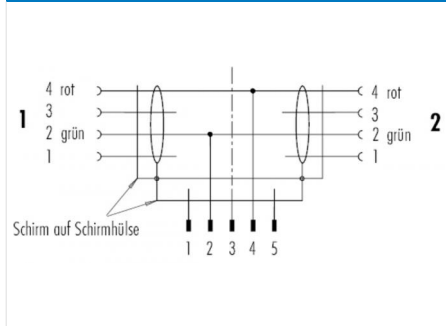 4 rot
3
1
2 grün
1
4 rot
3
2 grün
2
1
Schirm auf Schirmhülse
1 2 3 4 5